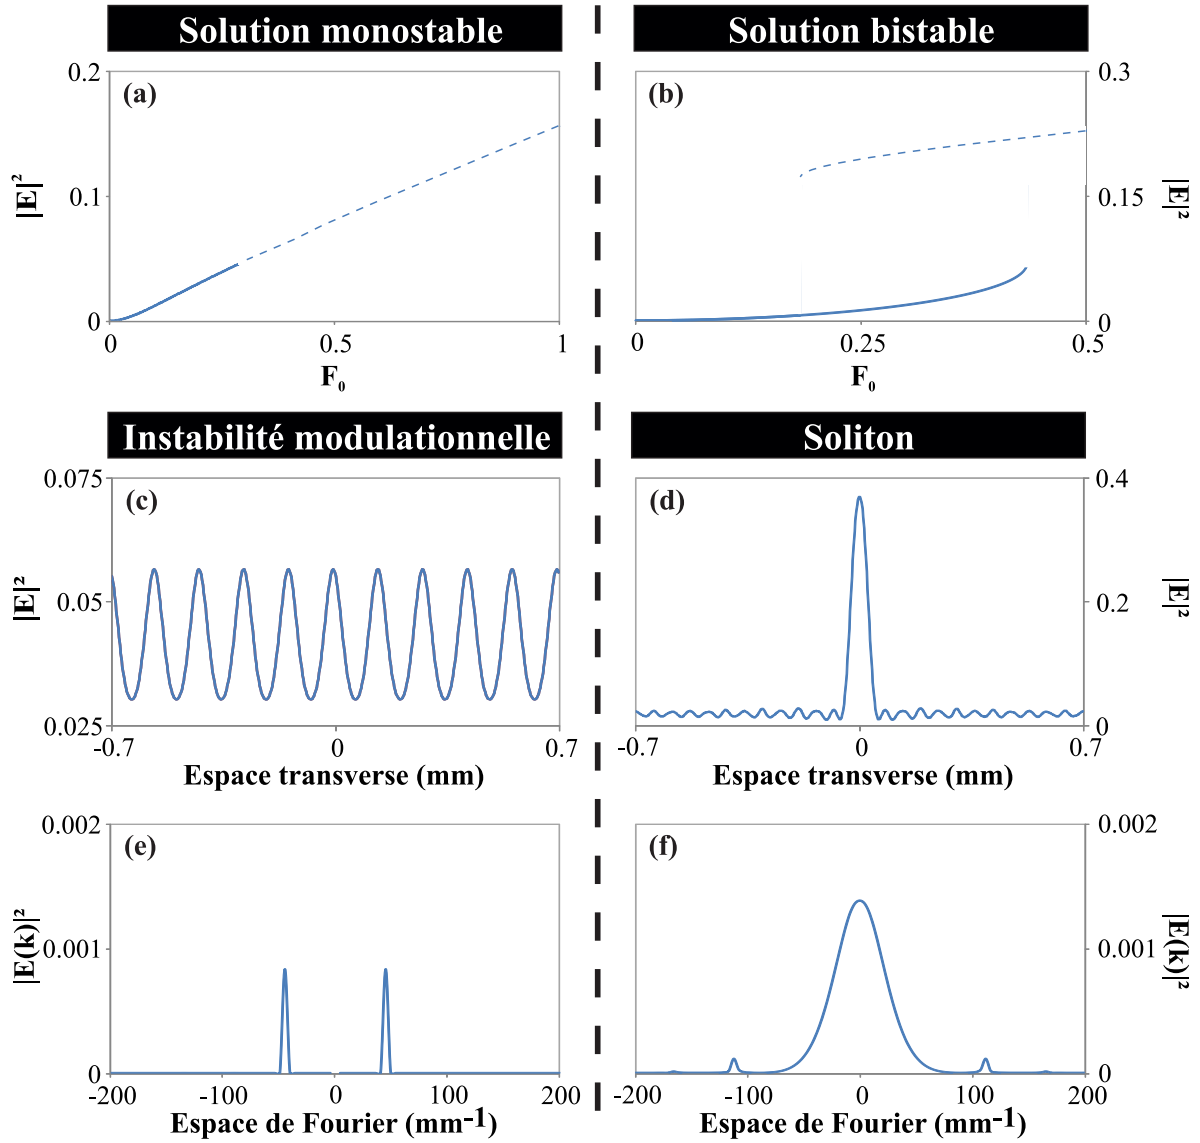 Solution monostable
Solution bistable
(a)
0.2
0.1
0
0
0.5
1
|E|²
F₀
(b)
0.3
0.15
0
0
0.25
0.5
|E|²
F₀
Instabilité modulationnelle
Soliton
(c)
0.075
0.05
0.025
-0.7
0
0.7
|E|²
Espace transverse (mm)
(d)
0.4
0.2
0
-0.7
0
0.7
|E|²
Espace transverse (mm)
(e)
0.002
0.001
0
-200
-100
0
100
200
|E(k)|²
Espace de Fourier (mm⁻¹)
(f)
0.002
0.001
0
-200
-100
0
100
200
|E(k)|²
Espace de Fourier (mm⁻¹)